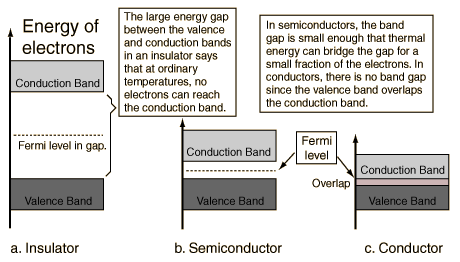 Energy of
electrons
The large energy gap
between the valence
and conduction bands
in an insulator says
that at ordinary
temperatures, no
electrons can reach
the conduction band.
In semiconductors, the band
gap is small enough that thermal
energy can bridge the gap for
a small fraction of the electrons. In
conductors, there is no band gap
since the valence band overlaps
the conduction band.
Conduction Band
Fermi level in gap.
Valence Band
a. Insulator
Conduction Band
Valence Band
b. Semiconductor
Fermi
level
Conduction Band
Overlap
Valence Band
c. Conductor